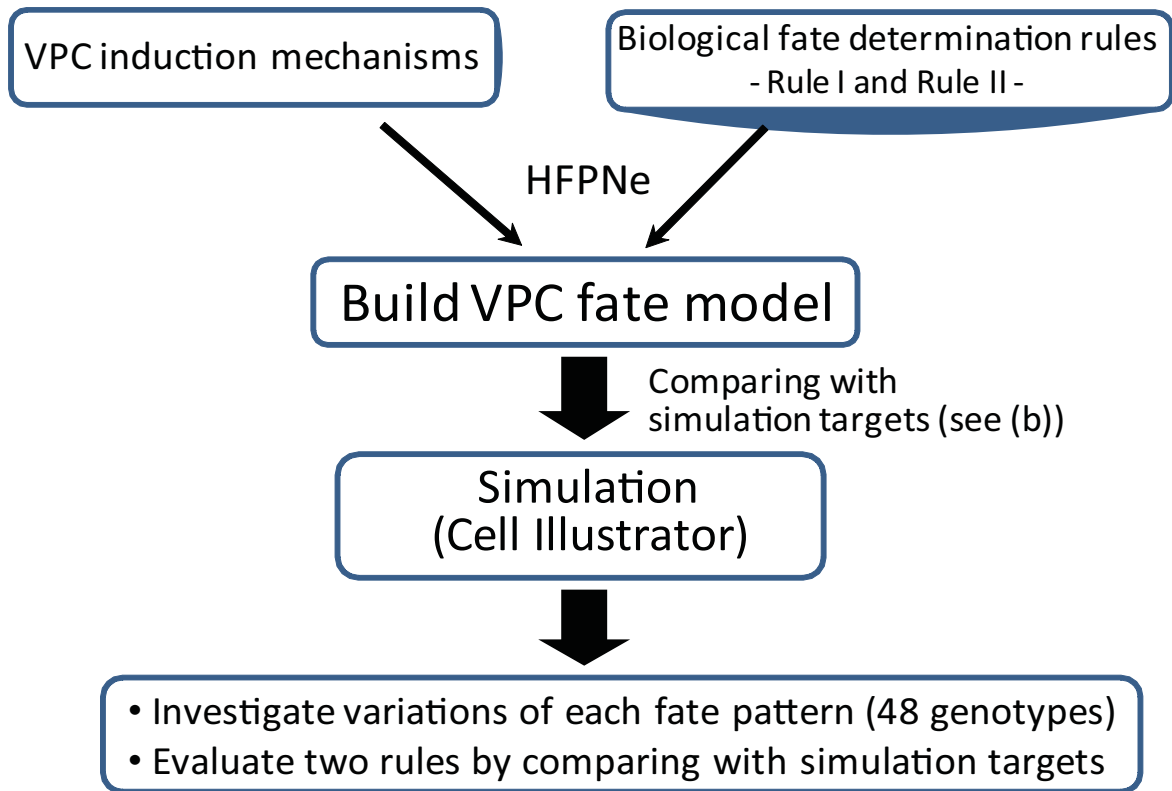 VPC induction mechanisms
Biological fate determination rules
- Rule I and Rule II -
HFPNe
Build VPC fate model
Comparing with
simulation targets (see (b))
Simulation
(Cell Illustrator)
• Investigate variations of each fate pattern (48 genotypes)
• Evaluate two rules by comparing with simulation targets